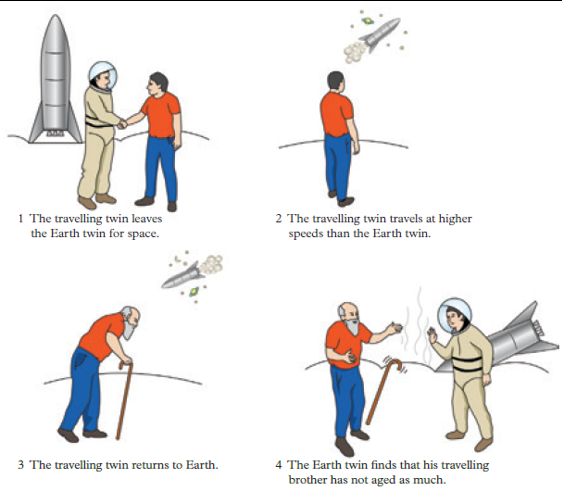 1 The travelling twin leaves
the Earth twin for space.
2 The travelling twin travels at higher
speeds than the Earth twin.
3 The travelling twin returns to Earth.
4 The Earth twin finds that his travelling
brother has not aged as much.